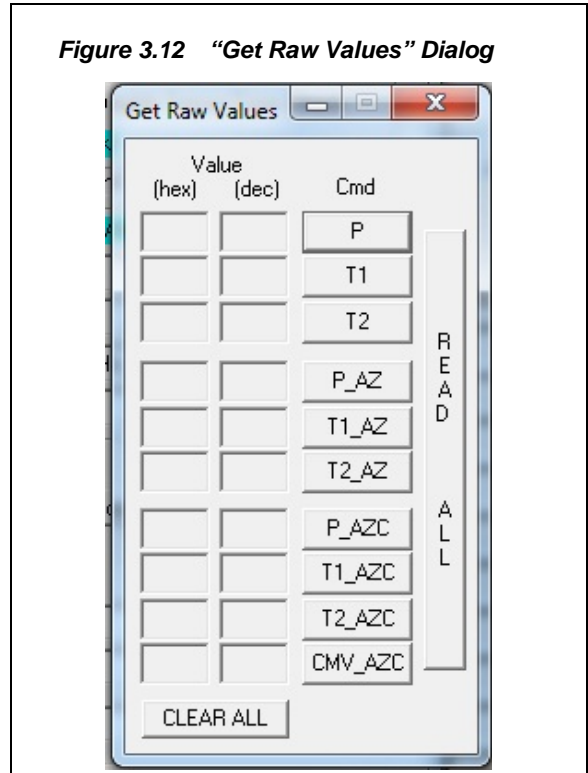 Figure 3.12 “Get Raw Values” Dialog
Get Raw Values
Value
(hex) (dec) Cmd
P
T1
T2
P_AZ
T1_AZ
T2_AZ
P_AZC
T1_AZC
T2_AZC
CMV_AZC
READ ALL
CLEAR ALL